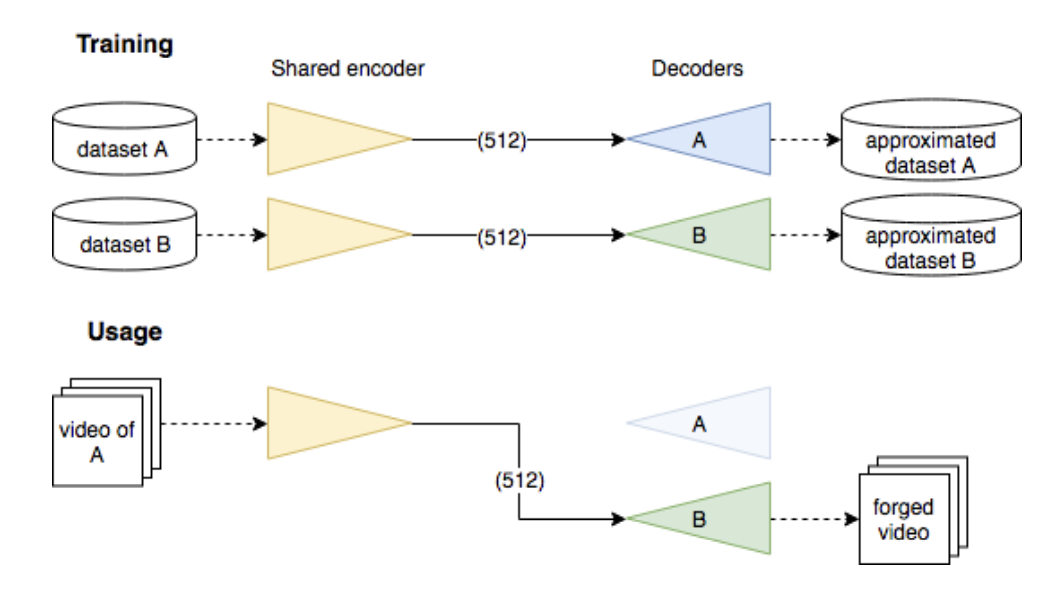 Training
Shared encoder
Decoders
dataset A
(512)
A
approximated
dataset A
dataset B
(512)
B
approximated
dataset B
Usage
video of
A
(512)
A
B
forged
video